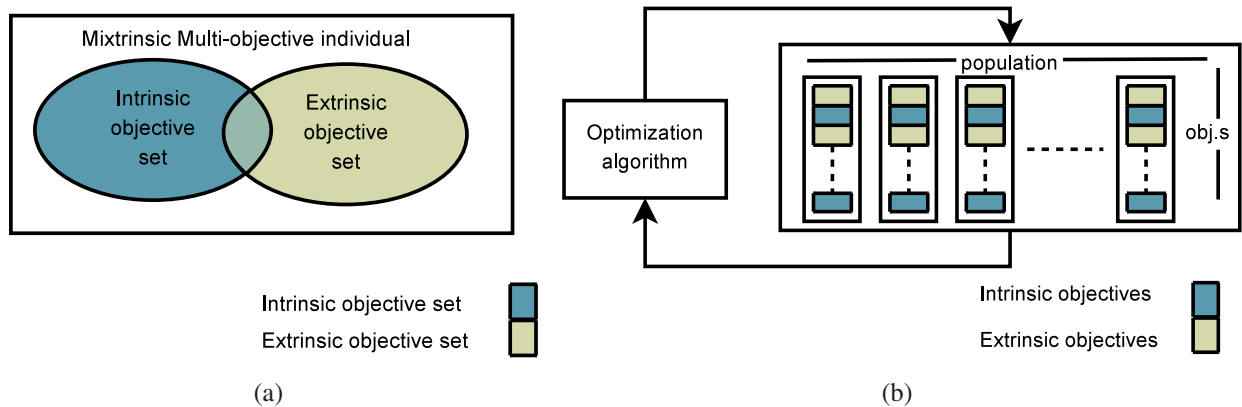 Mixtrinsic Multi-objective individual
Intrinsic
objective
set
Extrinsic
objective
set
Intrinsic objective set
Extrinsic objective set
(a)
Optimization
algorithm
population
obj.s
Intrinsic objectives
Extrinsic objectives
(b)